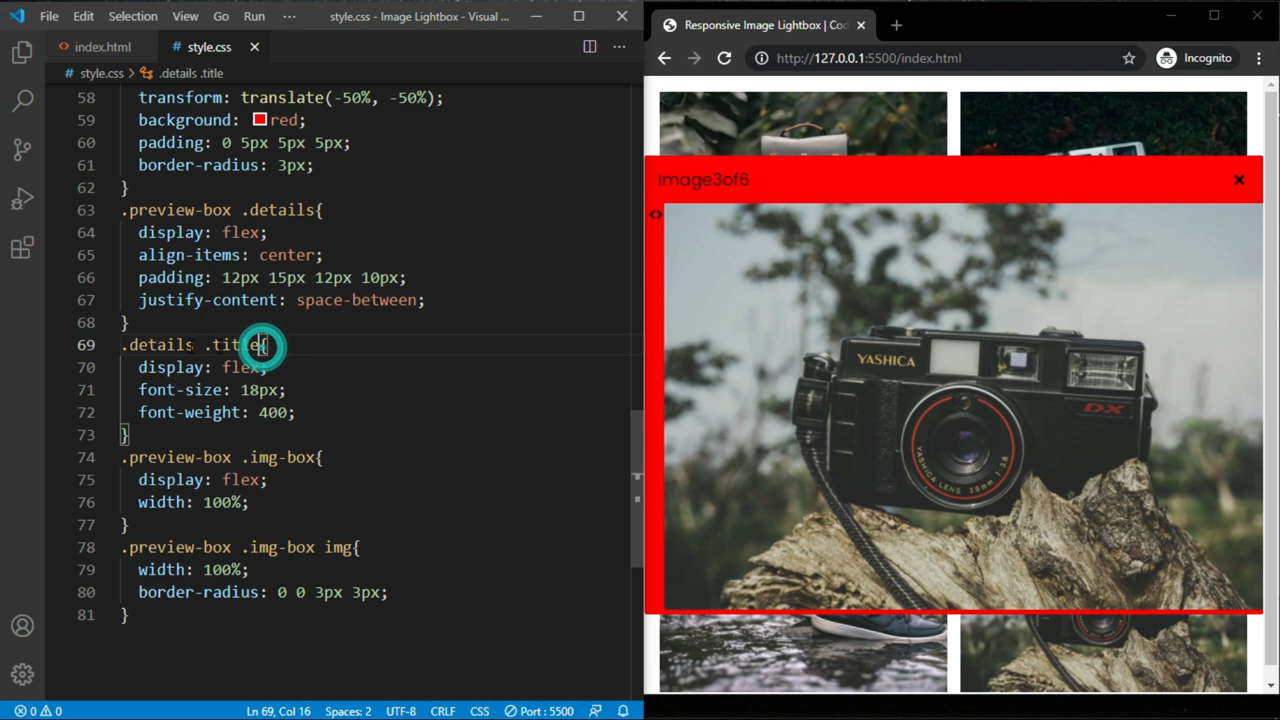 File Edit Selection View Go Run ··· style.css - Image Lightbox - Visual ...
index.html style.css
style.css > .details .title
58 transform: translate(-50%, -50%);
59 background: red;
60 padding: 0 5px 5px 5px;
61 border-radius: 3px;
62 }
63 .preview-box .details{
64 display: flex;
65 align-items: center;
66 padding: 12px 15px 12px 10px;
67 justify-content: space-between;
68 }
69 .details .title{
70 display: flex;
71 font-size: 18px;
72 font-weight: 400;
73 }
74 .preview-box .img-box{
75 display: flex;
76 width: 100%;
77 }
78 .preview-box .img-box img{
79 width: 100%;
80 border-radius: 0 0 3px 3px;
81 }
0 0 Ln 69, Col 16 Spaces: 2 UTF-8 CRLF CSS Port : 5500
Responsive Image Lightbox | Cod
http://127.0.0.1:5500/index.html Incognito
Image3of6
YASHICA
DX
YASHICA LENS 38mm 1:3.8